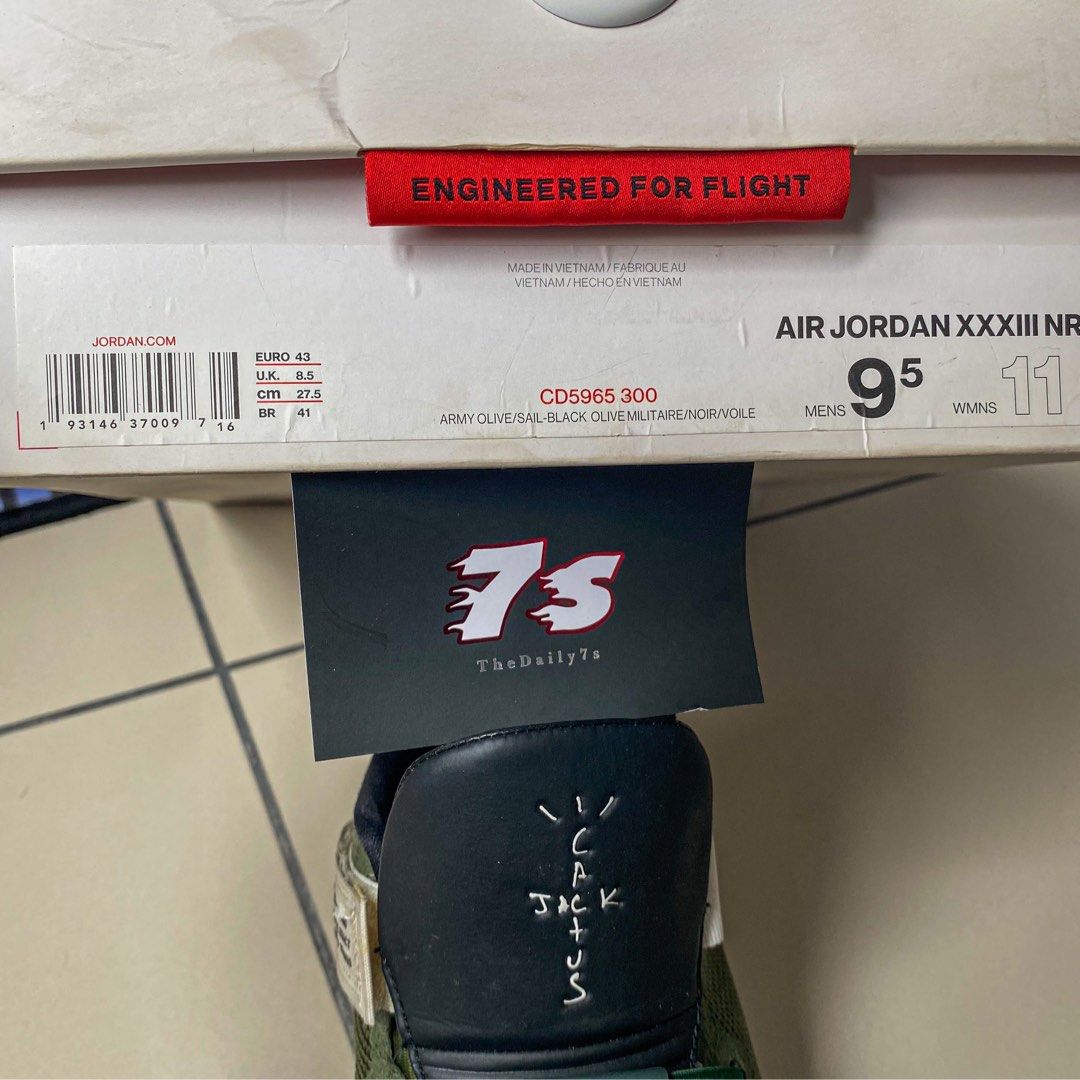 ENGINEERED FOR FLIGHT
MADE IN VIETNAM / FABRIQUE AU
VIETNAM / HECHO EN VIETNAM
AIR JORDAN XXXIII NR
JORDAN.COM
EURO 43
U.K. 8.5
cm 27.5
BR 41
1 93146 37009 7 16
CD5965 300
ARMY OLIVE/SAIL-BLACK OLIVE MILITAIRE/NOIR/VOILE
MENS 9⁵
WMNS 11
7s
TheDaily7s
CACTUS
JACK